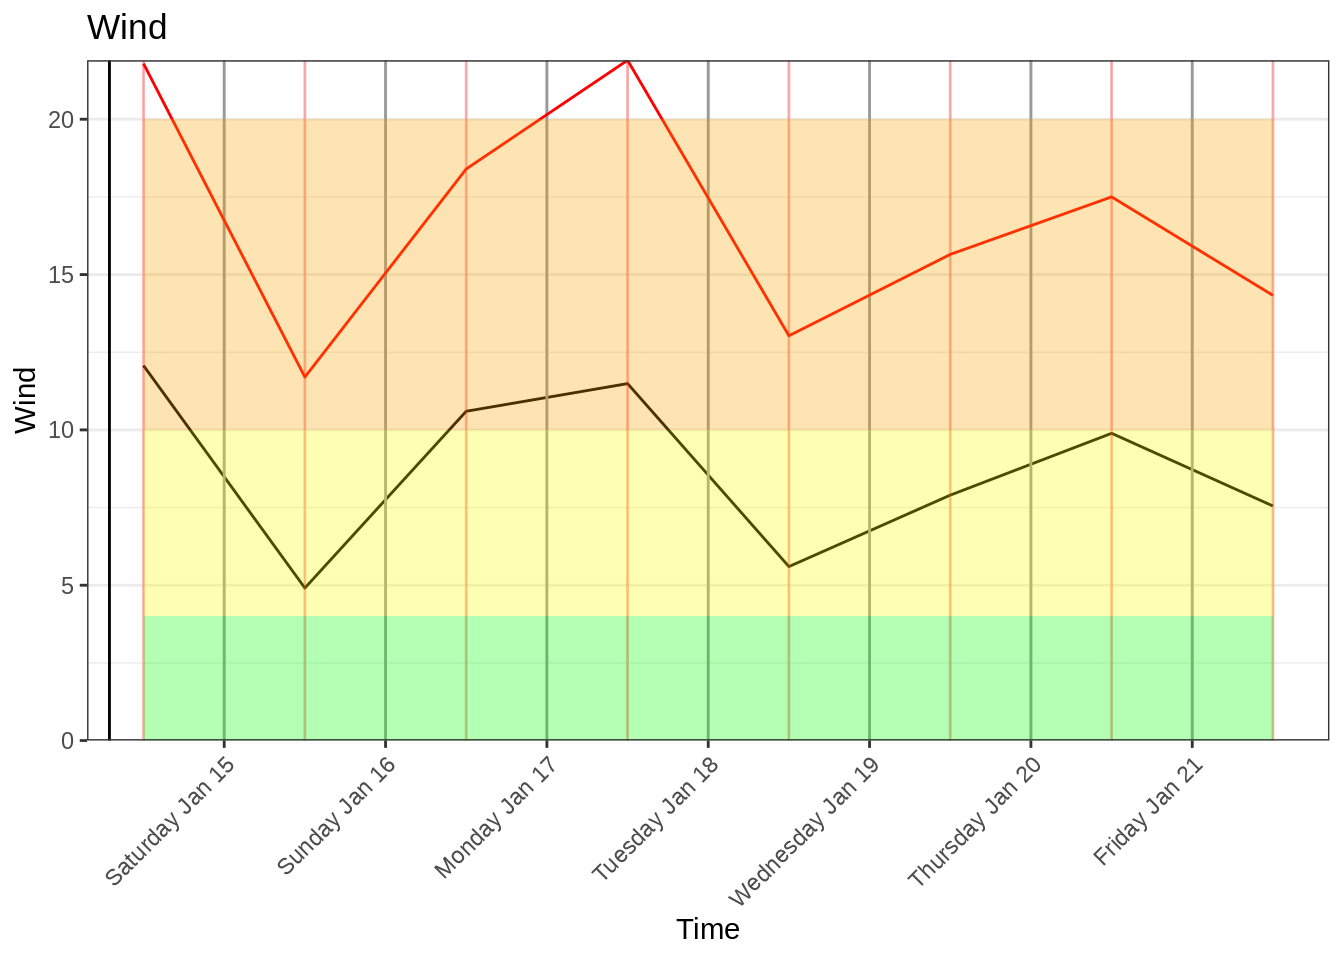 Wind
20
15
10
5
0
Wind
Saturday Jan 15
Sunday Jan 16
Monday Jan 17
Tuesday Jan 18
Wednesday Jan 19
Thursday Jan 20
Friday Jan 21
Time